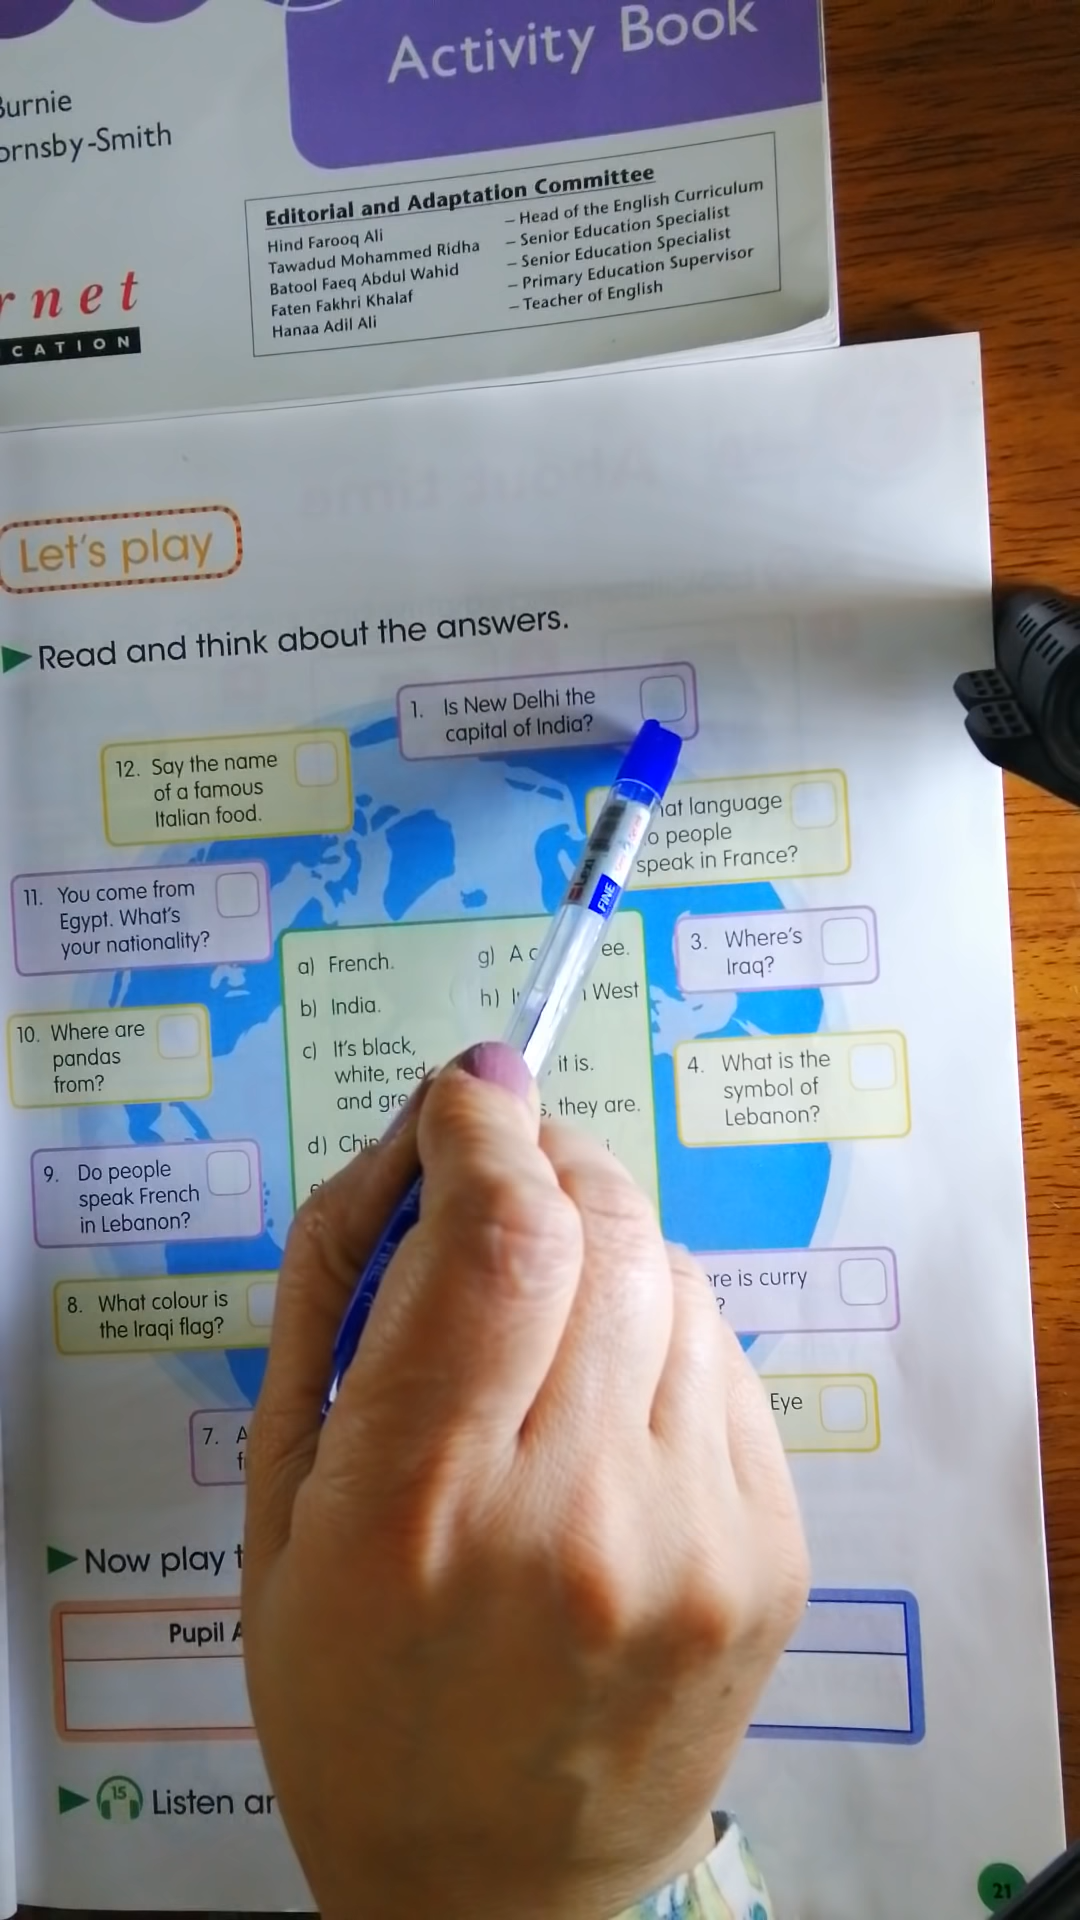 Activity Book
Burnie
ornsby-Smith
Editorial and Adaptation Committee
Hind Farooq Ali – Head of the English Curriculum
Tawadud Mohammed Ridha – Senior Education Specialist
Batool Faeq Abdul Wahid – Senior Education Specialist
Faten Fakhri Khalaf – Primary Education Supervisor
Hanaa Adil Ali – Teacher of English
rnet
CATION
Let's play
Read and think about the answers.
1. Is New Delhi the
capital of India?
12. Say the name
of a famous
Italian food.
language
people
speak in France?
11. You come from
Egypt. What's
your nationality?
3. Where's
Iraq?
a) French.
b) India.
c) It's black,
white, red
and
d)
g) A
h) West
it is.
they are.
10. Where are
pandas
from?
4. What is the
symbol of
Lebanon?
9. Do people
speak French
in Lebanon?
is curry
?
8. What colour is
the Iraqi flag?
Eye
7.
Now play
Pupil A
15
Listen
21
FINE